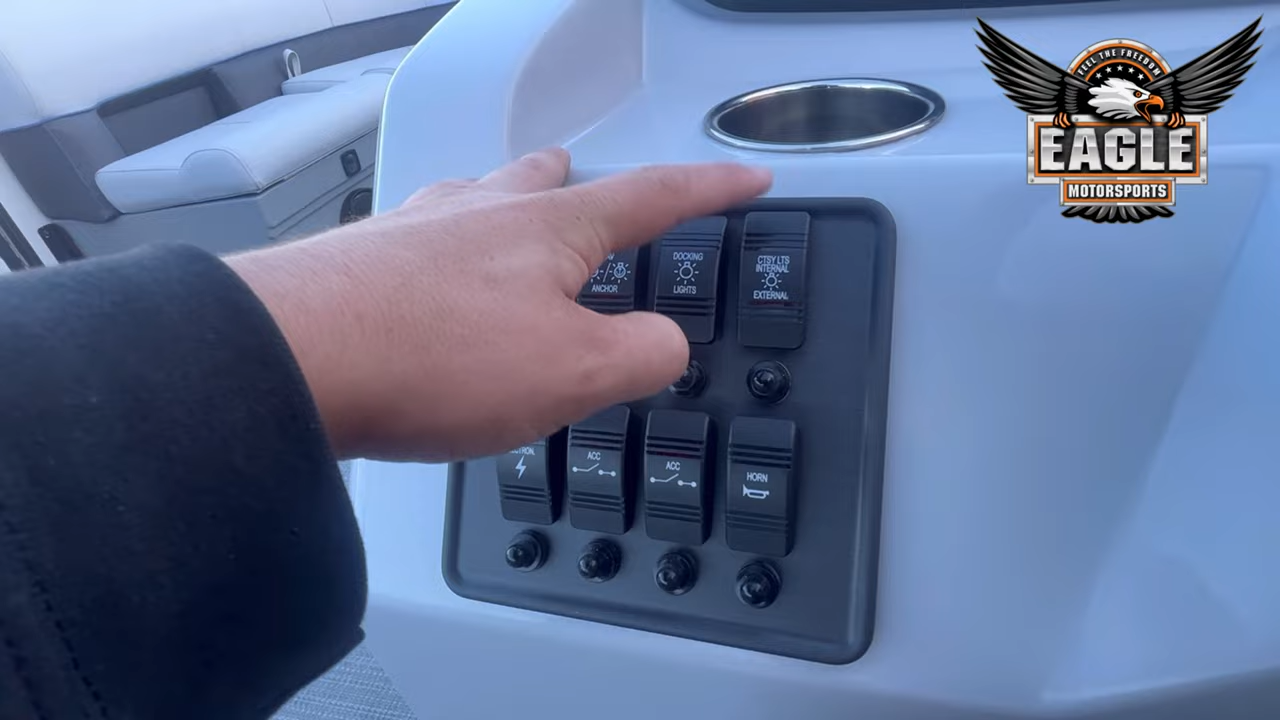 FEEL THE FREEDOM
EAGLE
MOTORSPORTS
ANCHOR
DOCKING
LIGHTS
CTSY LTS
INTERNAL
EXTERNAL
ACC
ACC
HORN